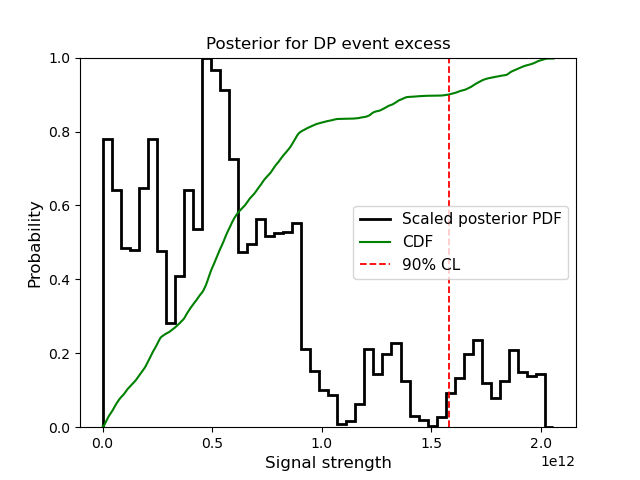 Posterior for DP event excess
Probability
1.0
0.8
0.6
0.4
0.2
0.0
Scaled posterior PDF
CDF
90% CL
0.0 0.5 1.0 1.5 2.0
1e12
Signal strength